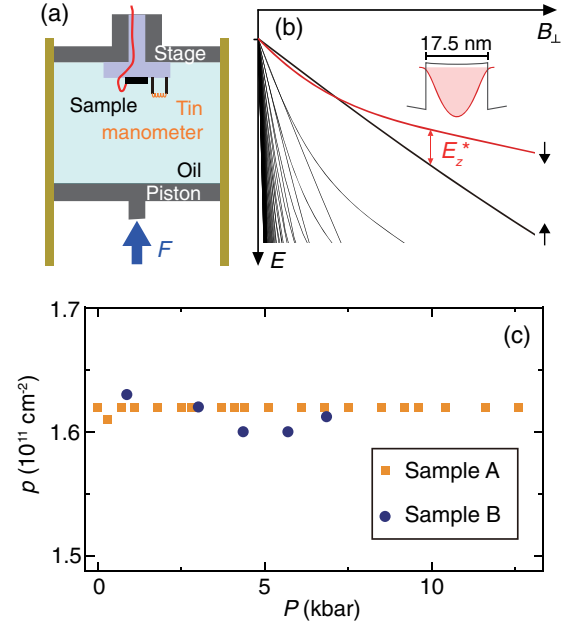 (a)
Stage
Sample
Tin
manometer
Oil
Piston
F
(b)
B⊥
17.5 nm
E_z*
E
(c)
1.7
1.6
1.5
p (10¹¹ cm⁻²)
Sample A
Sample B
0
5
10
P (kbar)